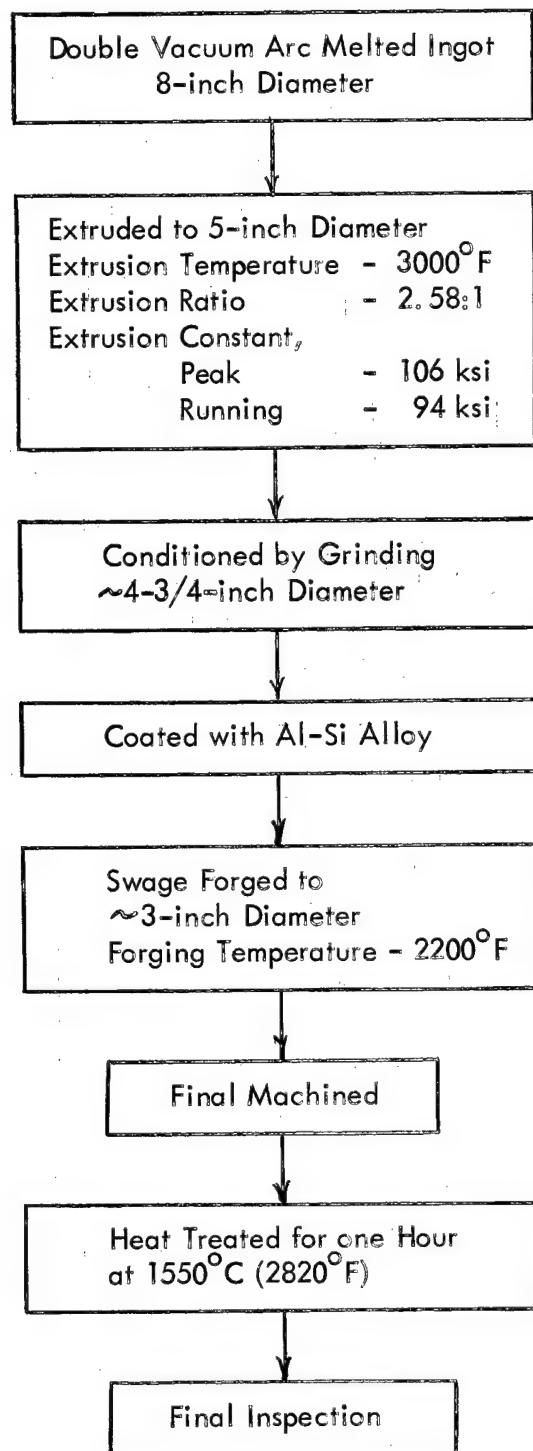 Double Vacuum Arc Melted Ingot
8-inch Diameter
Extruded to 5-inch Diameter
Extrusion Temperature - 3000°F
Extrusion Ratio - 2.58:1
Extrusion Constant,
Peak - 106 ksi
Running - 94 ksi
Conditioned by Grinding
~4-3/4-inch Diameter
Coated with Al-Si Alloy
Swage Forged to
~3-inch Diameter
Forging Temperature - 2200°F
Final Machined
Heat Treated for one Hour
at 1550°C (2820°F)
Final Inspection